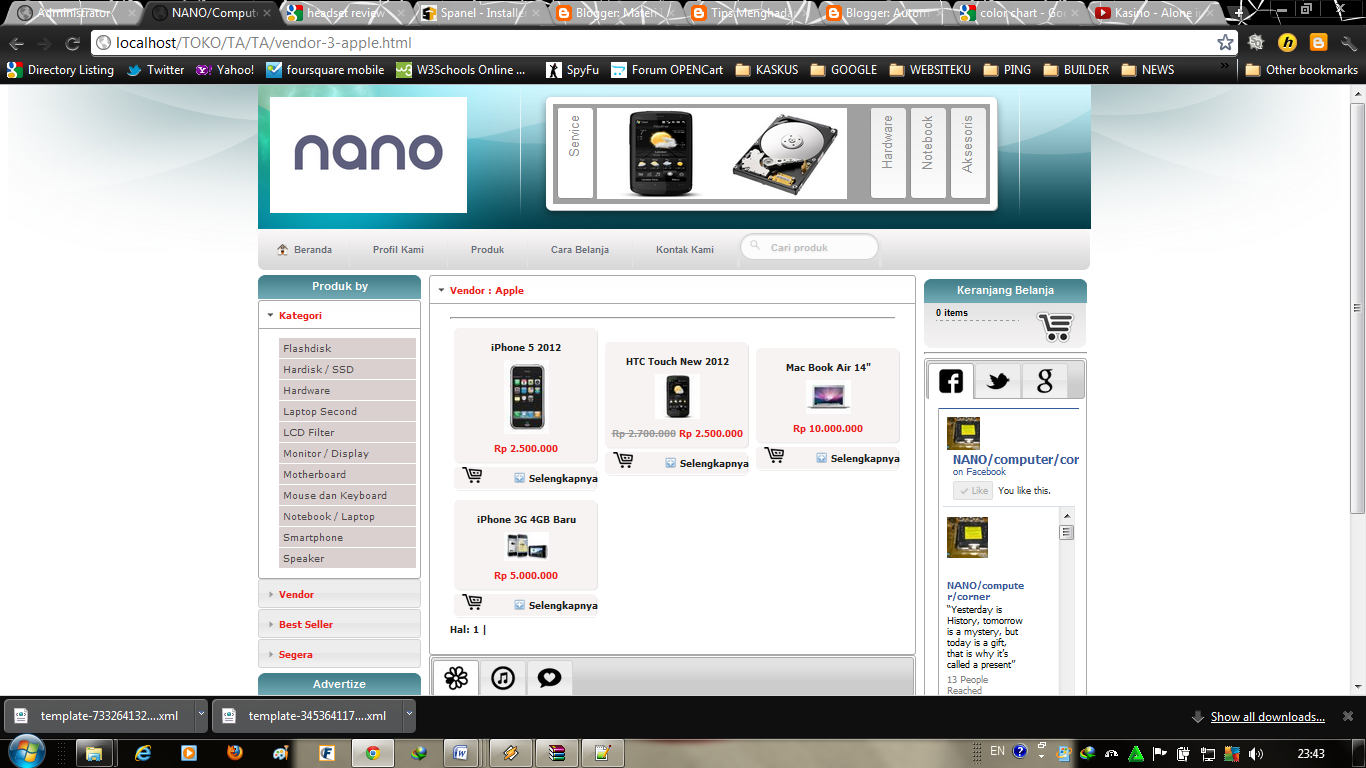 Administrator
NANO/Compute
headset review
Spanel - Install
Blogger: Mater
Tips Menghada
Blogger: Autom
color chart - Goo
Kasino - Alone i
localhost/TOKO/TA/TA/vendor-3-apple.html
Directory Listing Twitter Yahoo! foursquare mobile W3Schools Online ... SpyFu Forum OPENCart KASKUS GOOGLE WEBSITEKU PING BUILDER NEWS » Other bookmarks
nano
Service
Hardware
Notebook
Aksesoris
Beranda Profil Kami Produk Cara Belanja Kontak Kami Cari produk
Produk by
Kategori
Flashdisk
Hardisk / SSD
Hardware
Laptop Second
LCD Filter
Monitor / Display
Motherboard
Mouse dan Keyboard
Notebook / Laptop
Smartphone
Speaker
Vendor
Best Seller
Segera
Advertize
Vendor : Apple
iPhone 5 2012
Rp 2.500.000
Selengkapnya
HTC Touch New 2012
Rp 2.700.000 Rp 2.500.000
Selengkapnya
Mac Book Air 14"
Rp 10.000.000
Selengkapnya
iPhone 3G 4GB Baru
Rp 5.000.000
Selengkapnya
Hal: 1 |
Keranjang Belanja
0 items
NANO/computer/cor
on Facebook
Like You like this.
NANO/compute
r/corner
“Yesterday is
History, tomorrow
is a mystery, but
today is a gift,
that is why it's
called a present”
13 People
Reached
template-733264132....xml
template-345364117....xml
Show all downloads...
EN
23:43